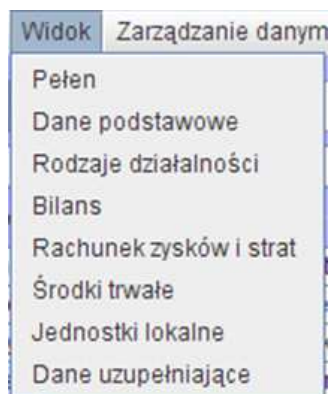 Widok Zarządzanie danym
Pełen
Dane podstawowe
Rodzaje działalności
Bilans
Rachunek zysków i strat
Środki trwałe
Jednostki lokalne
Dane uzupełniające